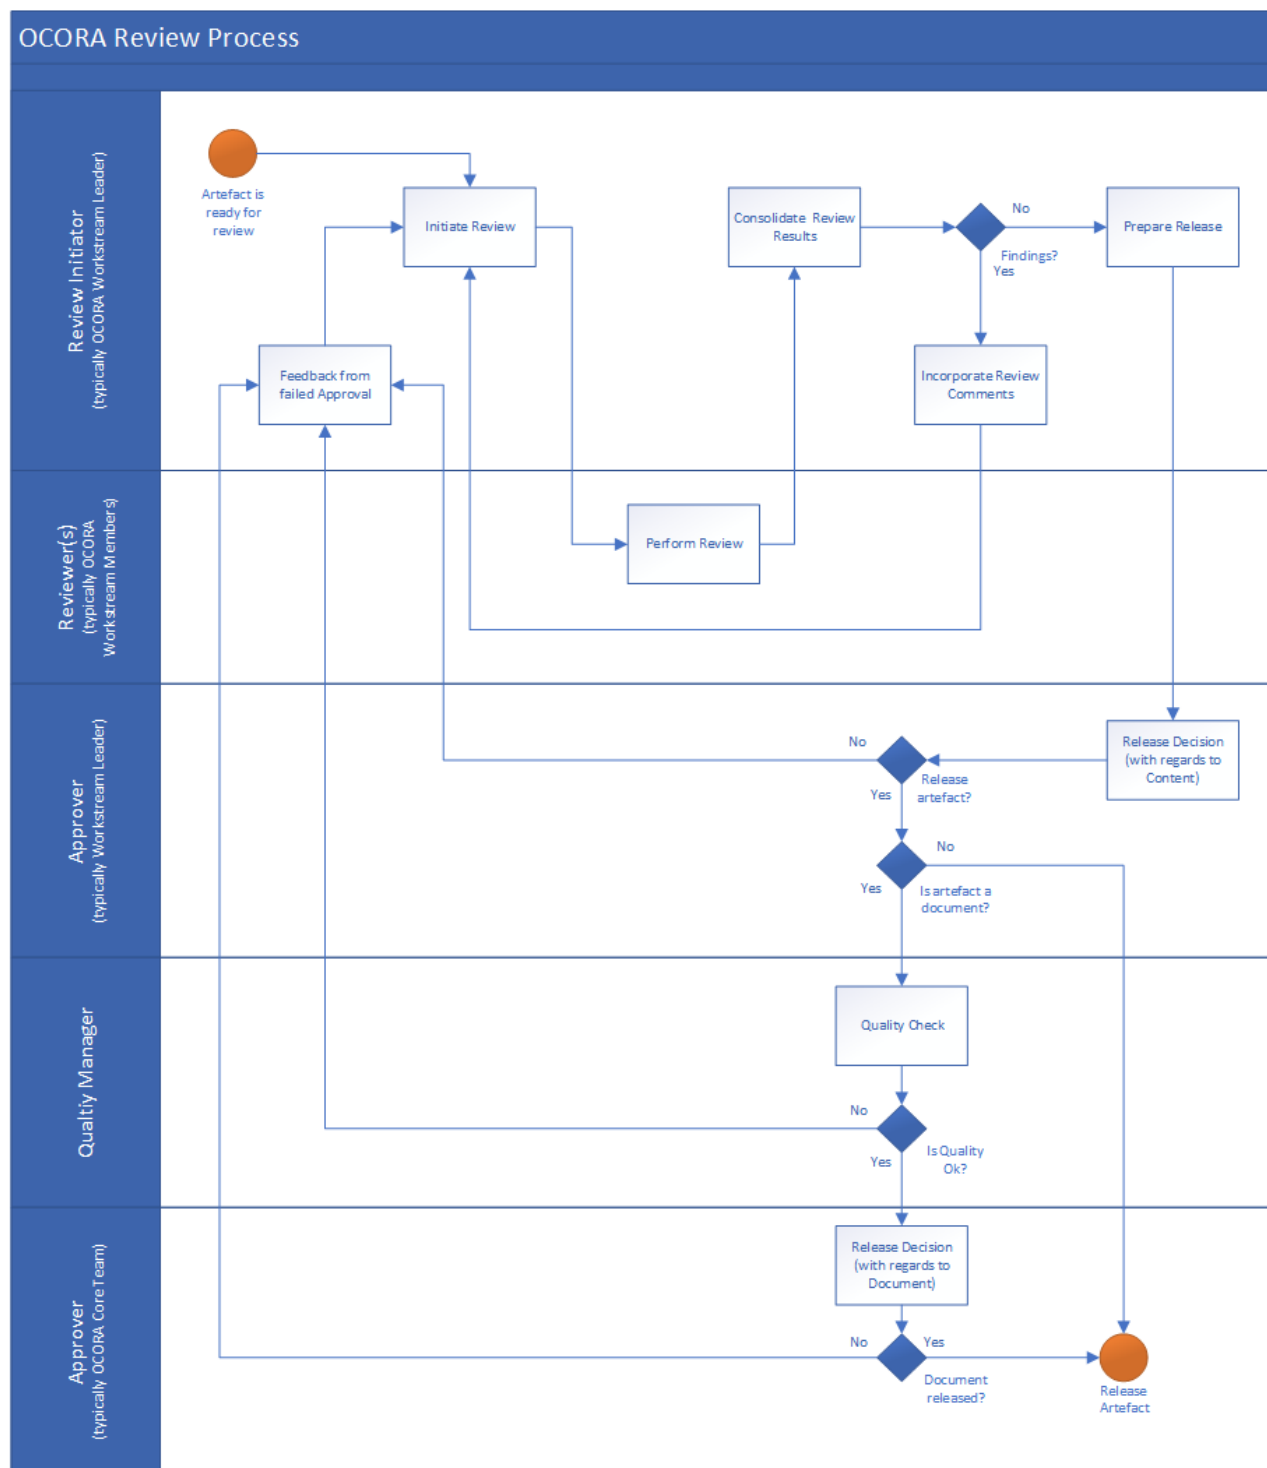 OCORA Review Process
Review Initiator
(typically OCORA Workstream Leader)
Artefact is
ready for
review
Initiate Review
Consolidate Review
Results
No
Findings?
Yes
Prepare Release
Feedback from
failed Approval
Incorporate Review
Comments
Reviewer(s)
(typically OCORA
Workstream Members)
Perform Review
Approver
(typically Workstream Leader)
No
Release
artefact?
Yes
Release Decision
(with regards to
Content)
No
Yes
Is artefact a
document?
Qualtiy Manager
Quality Check
No
Is Quality
Ok?
Yes
Approver
(typically OCORA Core Team)
Release Decision
(with regards to
Document)
No
Yes
Document
released?
Release
Artefact